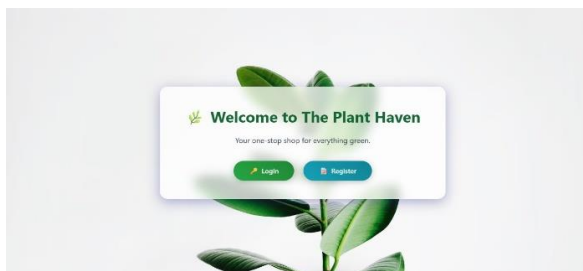 🌿 Welcome to The Plant Haven
Your one-stop shop for everything green.
🔑 Login
📝 Register